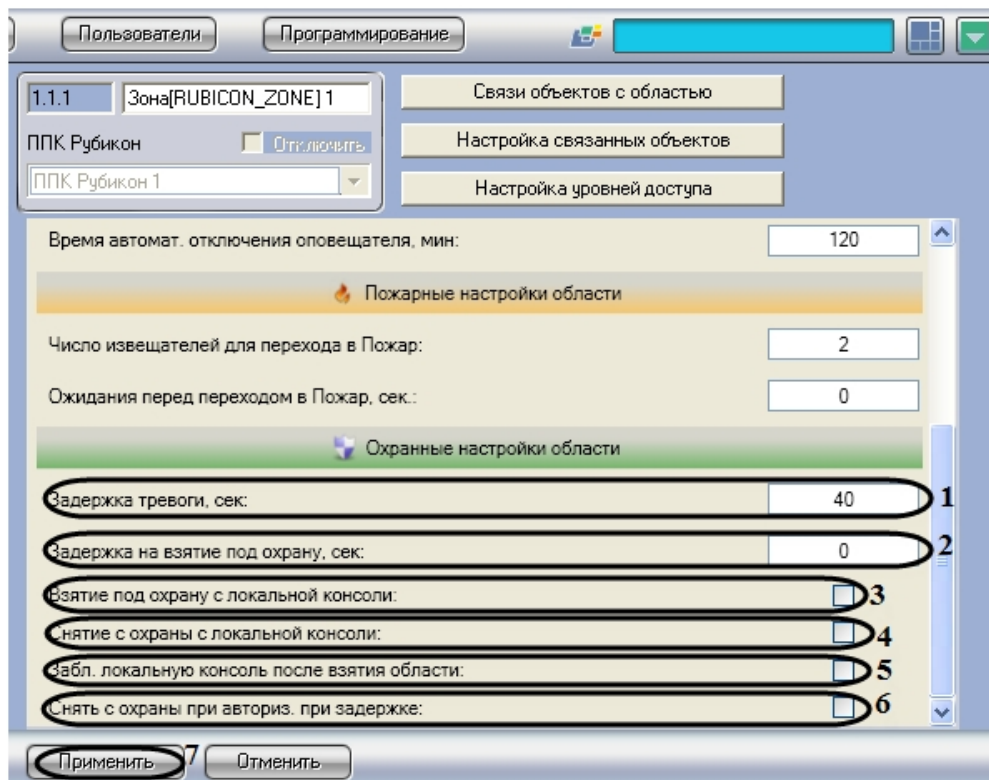 Пользователи Программирование
1.1.1 Зона[RUBICON_ZONE] 1
ППК Рубикон Отключить
ППК Рубикон 1
Связи объектов с областью
Настройка связанных объектов
Настройка уровней доступа
Время автомат. отключения оповещателя, мин: 120
Пожарные настройки области
Число извещателей для перехода в Пожар: 2
Ожидания перед переходом в Пожар, сек.: 0
Охранные настройки области
Задержка тревоги, сек: 40 1
Задержка на взятие под охрану, сек: 0 2
Взятие под охрану с локальной консоли: 3
Снятие с охраны с локальной консоли: 4
Забл. локальную консоль после взятия области: 5
Снять с охраны при авториз. при задержке: 6
Применить 7 Отменить